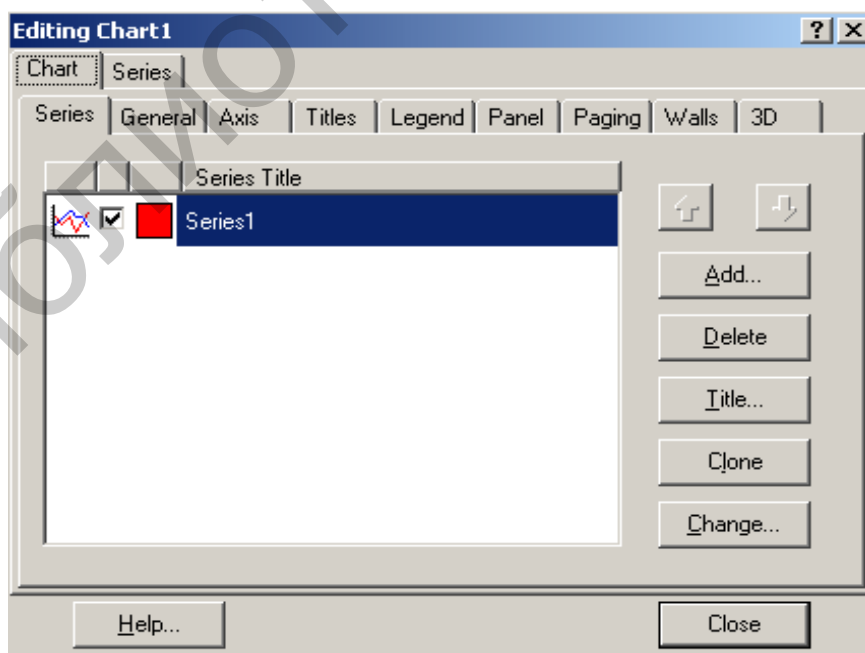 Editing Chart1
Chart Series
Series General Axis Titles Legend Panel Paging Walls 3D
Series Title
Series1
Add...
Delete
Title...
Clone
Change...
Help... Close